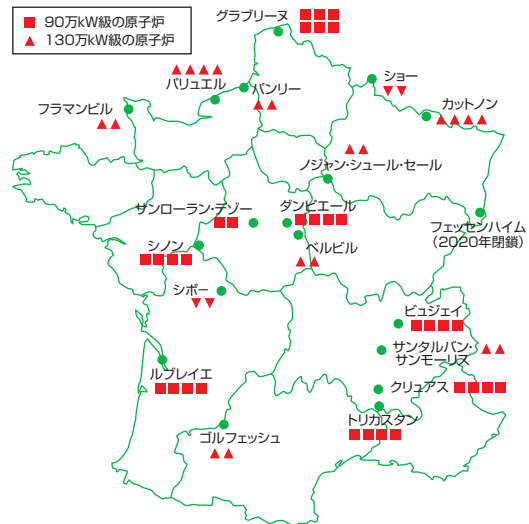 90万kW級の原子炉
130万kW級の原子炉
グラブリーヌ
パリュエル
パンリー
ショー
カットノン
フラマンビル
ノジャン・シュール・セール
サンローラン・デゾー
ダンピエール
フェッセンハイム
（2020年閉鎖）
シノン
ベルビル
シボー
ビュジェイ
サンタルバン・
サンモーリス
ルブレイエ
クリュアス
トリカスタン
ゴルフェッシュ